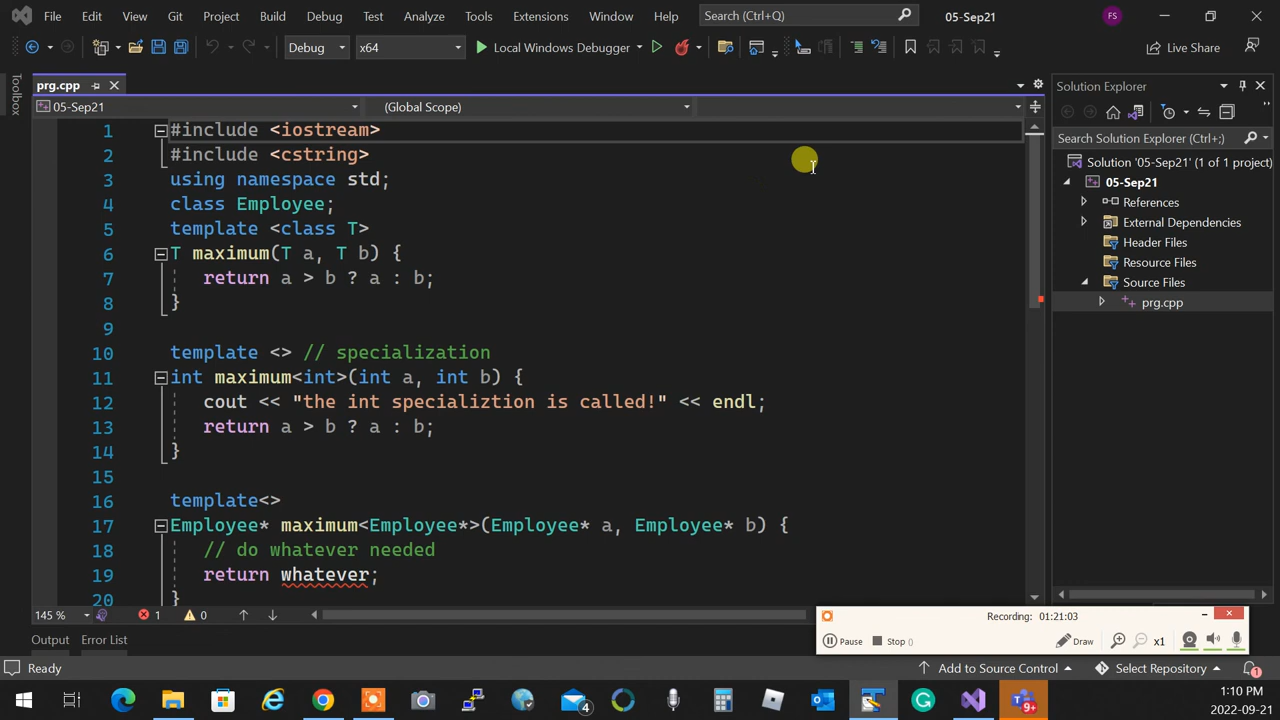 File Edit View Git Project Build Debug Test Analyze Tools Extensions Window Help Search (Ctrl+Q) 05-Sep21 FS
Debug x64 Local Windows Debugger Live Share
Toolbox
prg.cpp
Solution Explorer
05-Sep21 (Global Scope)
Search Solution Explorer (Ctrl+;)
Solution '05-Sep21' (1 of 1 project)
05-Sep21
References
External Dependencies
Header Files
Resource Files
Source Files
prg.cpp
1 #include <iostream>
2 #include <cstring>
3 using namespace std;
4 class Employee;
5 template <class T>
6 T maximum(T a, T b) {
7 return a > b ? a : b;
8 }
9
10 template <> // specialization
11 int maximum<int>(int a, int b) {
12 cout << "the int specializtion is called!" << endl;
13 return a > b ? a : b;
14 }
15
16 template<>
17 Employee* maximum<Employee*>(Employee* a, Employee* b) {
18 // do whatever needed
19 return whatever;
20 }
145 % 1 0
Recording: 01:21:03
Pause Stop () Draw x1
Output Error List
Ready Add to Source Control Select Repository 1
4 9+ 1:10 PM
2022-09-21